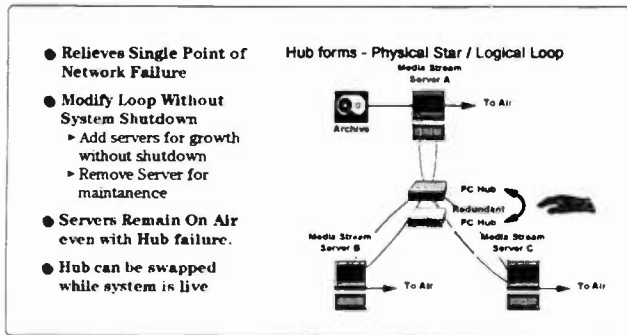 ● Relieves Single Point of
Network Failure
● Modify Loop Without
System Shutdown
▸ Add servers for growth
without shutdown
▸ Remove Server for
maintanence
● Servers Remain On Air
even with Hub failure.
● Hub can be swapped
while system is live
Hub forms - Physical Star / Logical Loop
Media Stream
Server A
To Air
Archive
FC Hub
Redundant
FC Hub
Media Stream
Server B
Media Stream
Server C
To Air
To Air